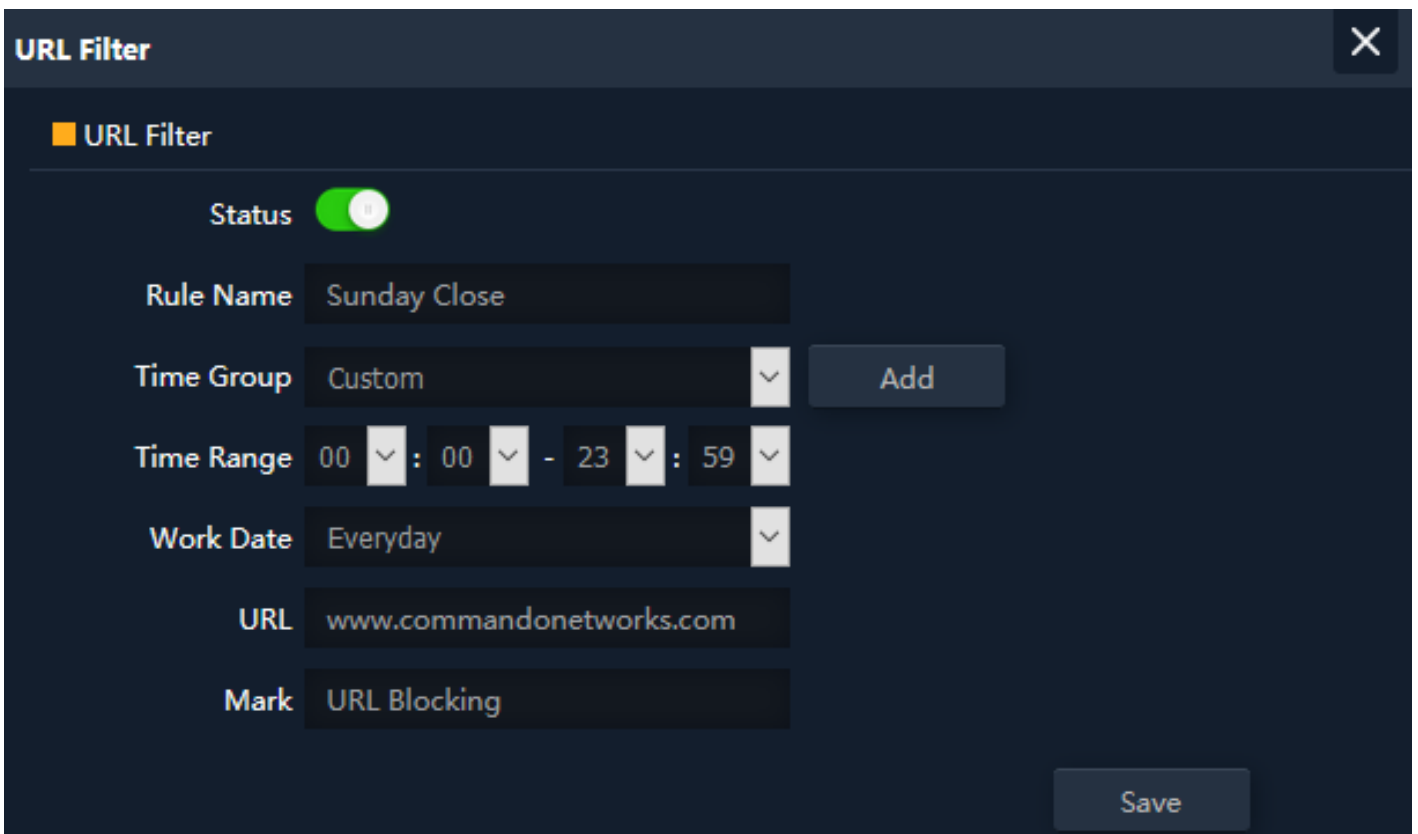 URL Filter
URL Filter
Status
Rule Name Sunday Close
Time Group Custom Add
Time Range 00 : 00 - 23 : 59
Work Date Everyday
URL www.commandonetworks.com
Mark URL Blocking
Save